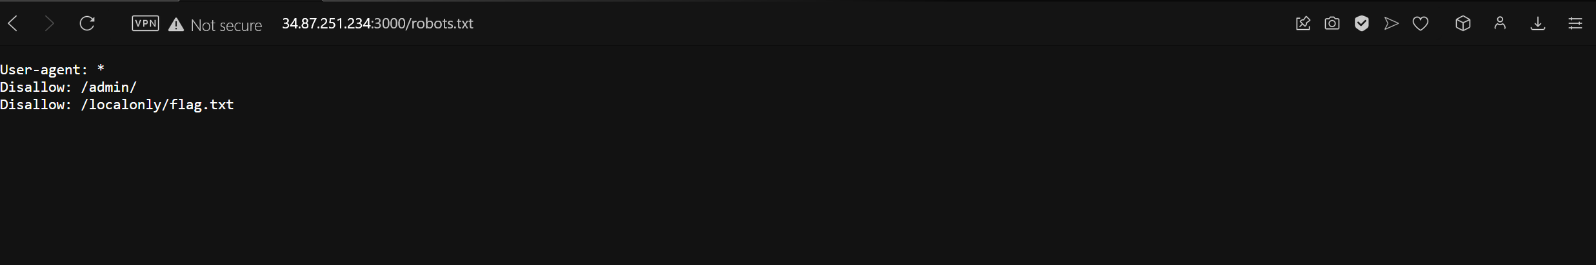 VPN Not secure 34.87.251.234:3000/robots.txt
User-agent: *
Disallow: /admin/
Disallow: /localonly/flag.txt